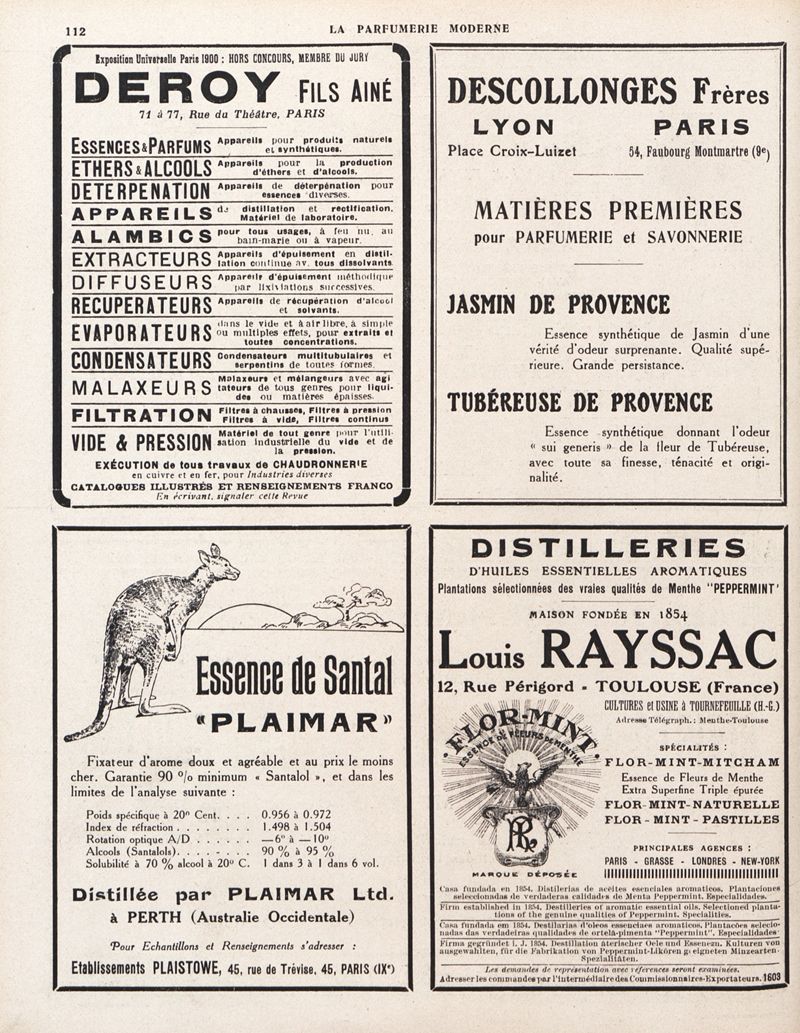 112
LA PARFUMERIE MODERNE
Exposition Universelle Paris 1900 : HORS CONCOURS, MEMBRE DU JURY
DEROY FILS AINÉ
71 à 77, Rue du Théâtre, PARIS
ESSENCES & PARFUMS Appareils pour produits naturels
et synthétiques.
ETHERS & ALCOOLS Appareils pour la production
d'éthers et d'alcools.
DETERPENATION Appareils de déterpénation pour
essences diverses.
APPAREILS de distillation et rectification.
Matériel de laboratoire.
ALAMBICS pour tous usages, à feu nu, au
bain-marie ou à vapeur.
EXTRACTEURS Appareils d'épuisement en distil-
lation continue av. tous dissolvants
DIFFUSEURS Appareils d'épuisement méthodique
par lixiviations successives.
RECUPERATEURS Appareils de récupération d'alcool
et solvants.
EVAPORATEURS dans le vide et à air libre, à simple
ou multiples effets, pour extraits et
toutes concentrations.
CONDENSATEURS Condensateurs multitubulaires et
serpentins de toutes formes.
MALAXEURS Malaxeurs et mélangeurs avec agi
tateurs de tous genres pour liqui-
des ou matières épaisses.
FILTRATION Filtres à chausses, Filtres à pression
Filtres à vide, Filtres continus
VIDE & PRESSION Matériel de tout genre pour l'utili-
sation industrielle du vide et de
la pression.
EXÉCUTION de tous travaux de CHAUDRONNERIE
en cuivre et en fer, pour Industries diverses
CATALOGUES ILLUSTRÉS ET RENSEIGNEMENTS FRANCO
En écrivant, signaler cette Revue
DESCOLLONGES Frères
LYON PARIS
Place Croix-Luizet 54, Faubourg Montmartre (9e)
MATIÈRES PREMIÈRES
pour PARFUMERIE et SAVONNERIE
JASMIN DE PROVENCE
Essence synthétique de Jasmin d'une
vérité d'odeur surprenante. Qualité supé-
rieure. Grande persistance.
TUBÉREUSE DE PROVENCE
Essence synthétique donnant l'odeur
« sui generis » de la fleur de Tubéreuse,
avec toute sa finesse, ténacité et origi-
nalité.
Essence de Santal
"PLAIMAR"
Fixateur d'arome doux et agréable et au prix le moins
cher. Garantie 90 % minimum « Santalol », et dans les
limites de l'analyse suivante :
Poids spécifique à 20° Cent. . . . 0.956 à 0.972
Index de réfraction . . . . . . . . 1.498 à 1.504
Rotation optique A/D . . . . . . —6° à —10°
Alcools (Santalols). . . . . . . . 90 % à 95 %
Solubilité à 70 % alcool à 20° C. 1 dans 3 à 1 dans 6 vol.
Distillée par PLAIMAR Ltd.
à PERTH (Australie Occidentale)
Pour Echantillons et Renseignements s'adresser :
Etablissements PLAISTOWE, 45, rue de Trévise, 45, PARIS (IXe)
DISTILLERIES
D'HUILES ESSENTIELLES AROMATIQUES
Plantations sélectionnées des vraies qualités de Menthe "PEPPERMINT"
MAISON FONDÉE EN 1854
Louis RAYSSAC
12, Rue Périgord - TOULOUSE (France)
CULTURES et USINE à TOURNEFEUILLE (H.-G.)
Adresse Télégraph. : Menthe-Toulouse
FLOR-MINT
ESSENCE DE FLEURS DE MENTHE
LR
MARQUE DÉPOSÉE
SPÉCIALITÉS :
FLOR-MINT-MITCHAM
Essence de Fleurs de Menthe
Extra Superfine Triple épurée
FLOR-MINT-NATURELLE
FLOR - MINT - PASTILLES
PRINCIPALES AGENCES :
PARIS - GRASSE - LONDRES - NEW-YORK
Casa fundada en 1854. Distilerias de aceites esenciales aromaticos. Plantaciones
seleccionadas de verdaderas calidades de Menta Peppermint. Especialidades.
Firm established in 1854. Distilleries of aromatic essential oils. Selectioned planta-
tions of the genuine qualities of Peppermint. Specialities.
Casa fundada em 1854. Destilarias d'oleos essenciaes aromaticos. Plantações selecio-
nadas das verdadeiras qualidades de ortelã-pimenta "Peppermint". Especialidades
Firma gegründet i. J. 1854. Destillation äterischer Oele und Essenzen. Kulturen von
ausgewählten, für die Fabrikation von Peppermint-Likören geeigneten Minzearten.
Spezialitäten.
Les demandes de représentation avec références seront examinées.
Adresser les commandes par l'intermédiaire des Commissionnaires-Exportateurs. 1603